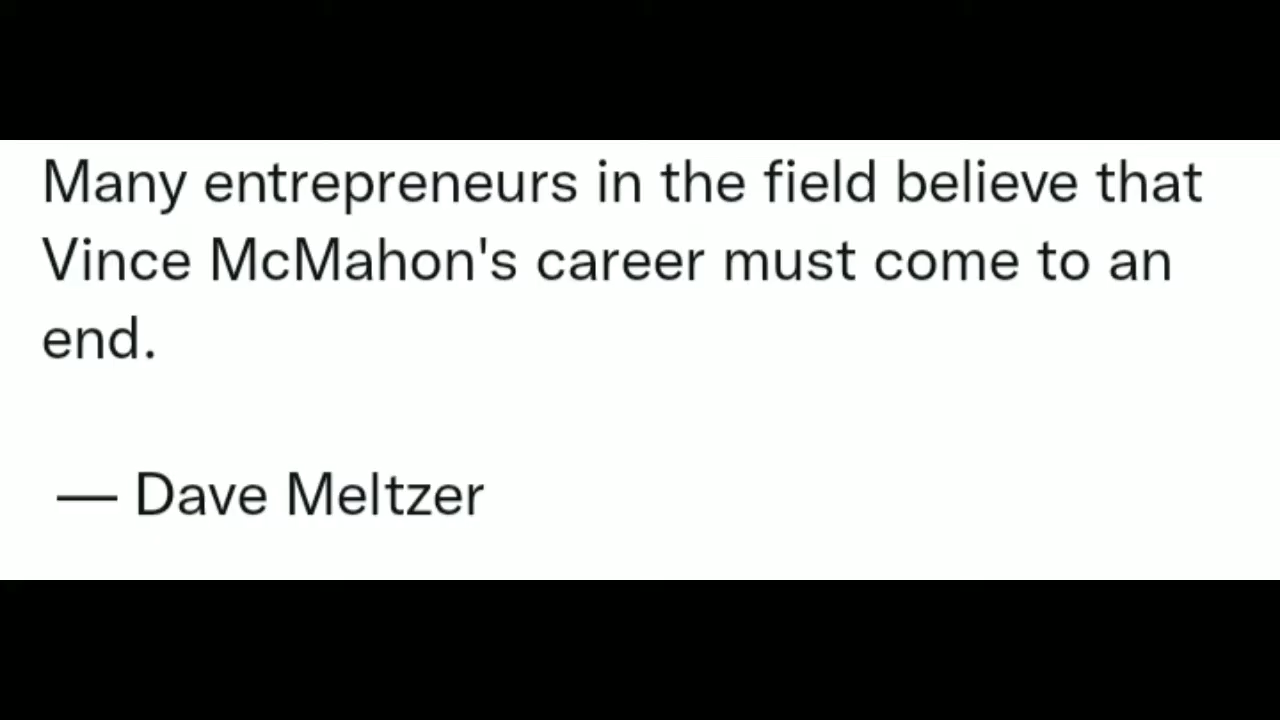 Many entrepreneurs in the field believe that
Vince McMahon's career must come to an
end.
— Dave Meltzer